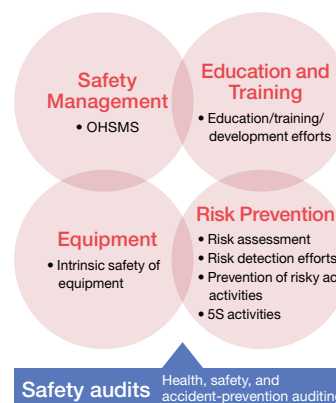 Safety
Management
• OHSMS
Education and
Training
• Education/training/
development efforts
Equipment
• Intrinsic safety of
equipment
Risk Prevention
• Risk assessment
• Risk detection efforts
• Prevention of risky
activities
• 5S activities
Safety audits
Health, safety, and
accident-prevention auditing